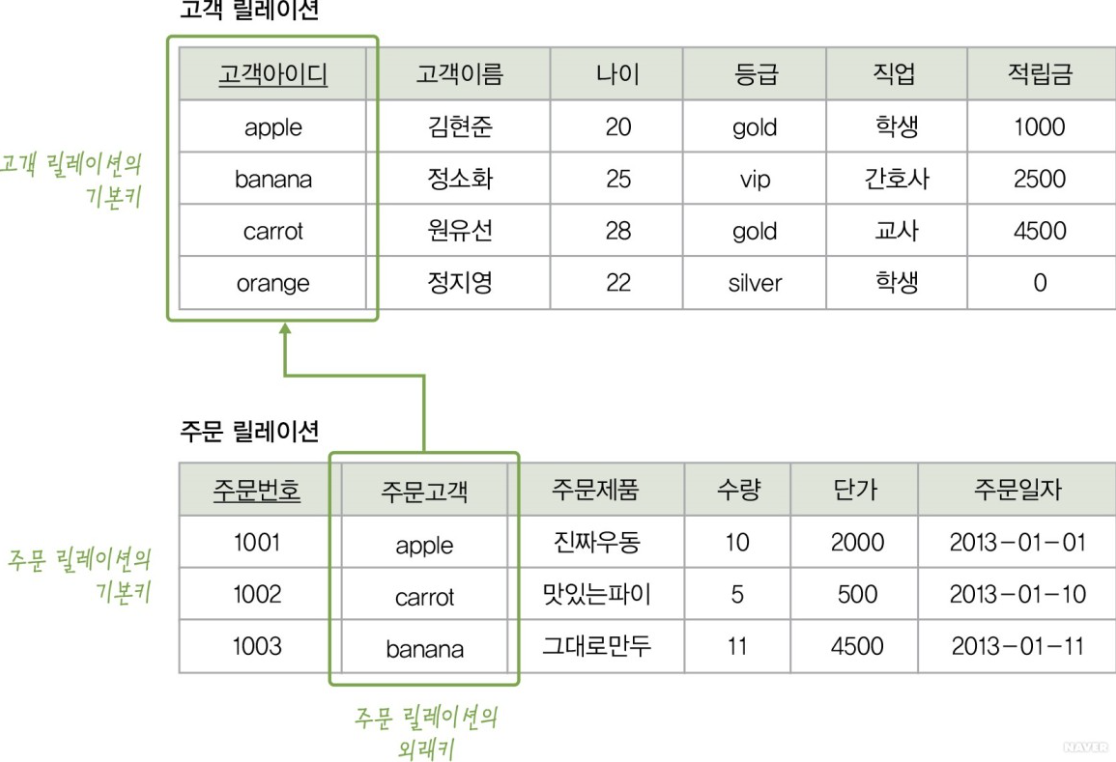 고객 릴레이션
고객아이디 고객이름 나이 등급 직업 적립금
apple 김현준 20 gold 학생 1000
banana 정소화 25 vip 간호사 2500
carrot 원유선 28 gold 교사 4500
orange 정지영 22 silver 학생 0
고객 릴레이션의
기본키
주문 릴레이션
주문번호 주문고객 주문제품 수량 단가 주문일자
1001 apple 진짜우동 10 2000 2013-01-01
1002 carrot 맛있는파이 5 500 2013-01-10
1003 banana 그대로만두 11 4500 2013-01-11
주문 릴레이션의
기본키
주문 릴레이션의
외래키
NAVER